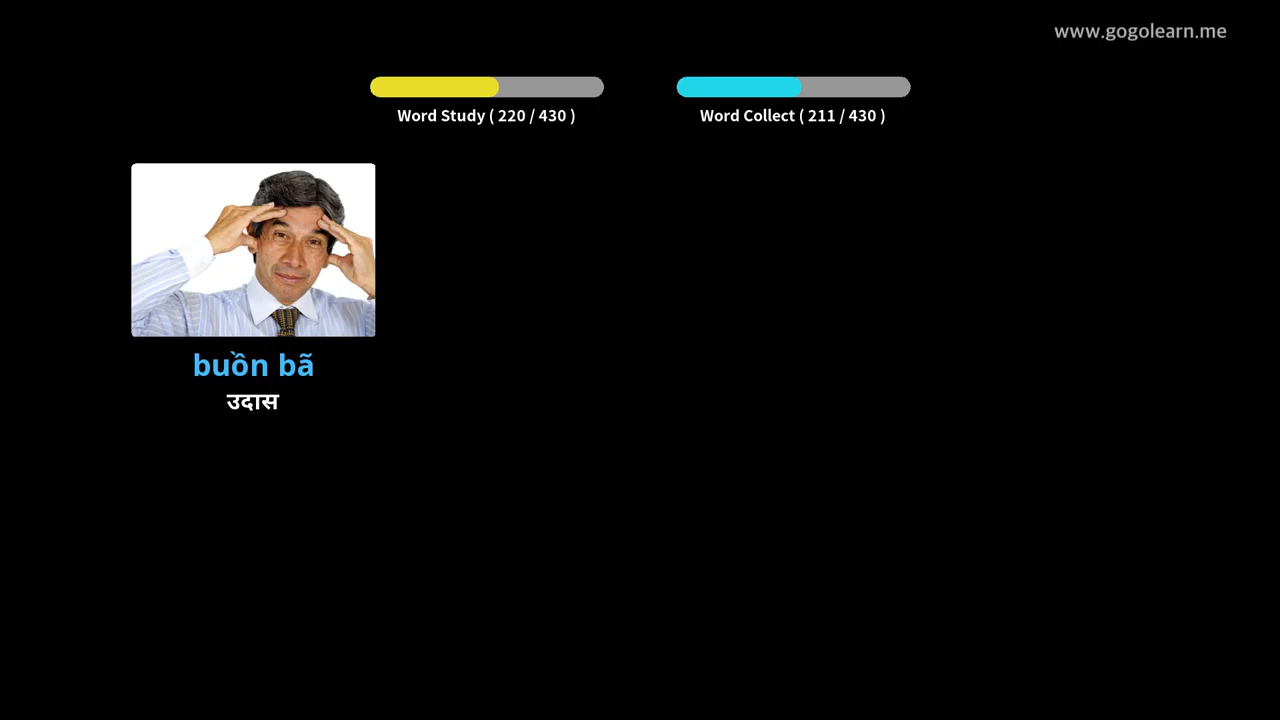 www.gogolearn.me
Word Study ( 220 / 430 )
Word Collect ( 211 / 430 )
buồn bã
उदास